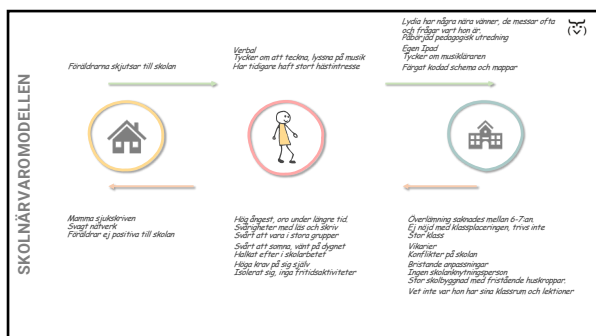 SKOLNÄRVAROMODELLEN
Föräldrarna skjutsar till skolan
Verbal
Tycker om att teckna, lyssna på musik
Har tidigare haft stort hästintresse
Lydia har några nära vänner, de messar ofta
och frågar vart hon är.
Påbörjad pedagogisk utredning
Egen Ipad
Tycker om musikläraren
Färgat kodad schema och mappar
Mamma sjukskriven
Svagt nätverk
Föräldrar ej positiva till skolan
Hög ångest, oro under längre tid.
Svårigheter med läs och skriv
Svårt att vara i stora grupper
Svårt att somna, vänt på dygnet
Halkat efter i skolarbetet
Höga krav på sig själv
Isolerat sig, inga fritidsaktiviteter
Överlämning saknades mellan 6-7:an.
Ej nöjd med klassplaceringen, trivs inte
Stor klass
Vikarier
Konflikter på skolan
Bristande anpassningar
Ingen skolanknytningsperson
Stor skolbyggnad med fristående huskroppar.
Vet inte var hon har sina klassrum och lektioner